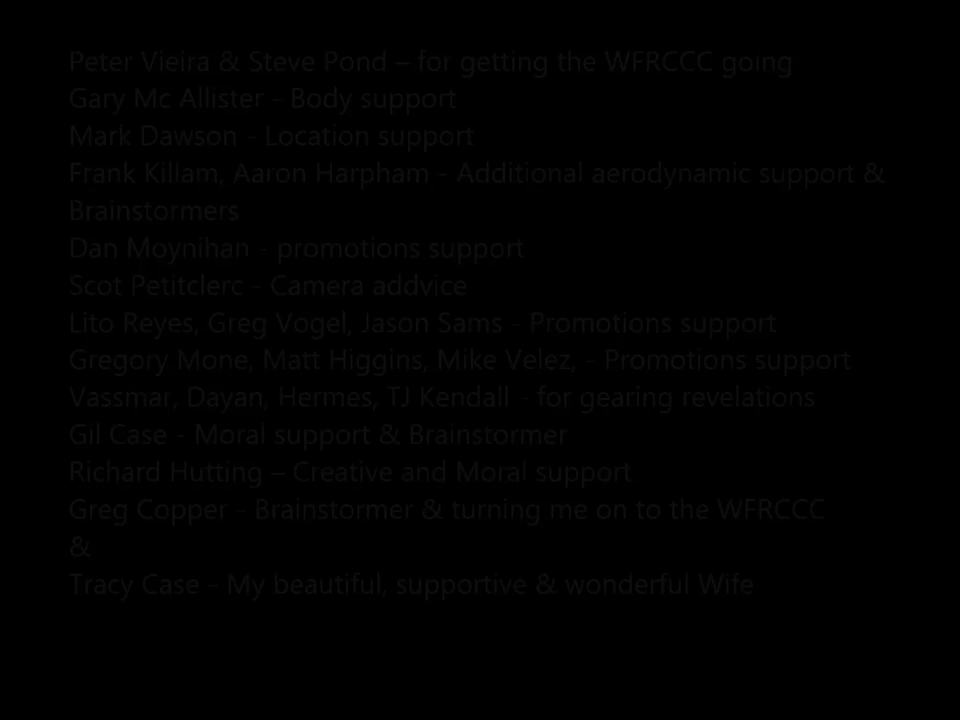 Peter Vieira & Steve Pond – for getting the WFRCCC going
Gary Mc Allister - Body support
Mark Dawson - Location support
Frank Killam, Aaron Harpham - Additional aerodynamic support &
Brainstormers
Dan Moynihan - promotions support
Scot Petitclerc - Camera addvice
Lito Reyes, Greg Vogel, Jason Sams - Promotions support
Gregory Mone, Matt Higgins, Mike Velez, - Promotions support
Vassmar, Dayan, Hermes, TJ Kendall - for gearing revelations
Gil Case - Moral support & Brainstormer
Richard Hutting – Creative and Moral support
Greg Copper - Brainstormer & turning me on to the WFRCCC
&
Tracy Case - My beautiful, supportive & wonderful Wife